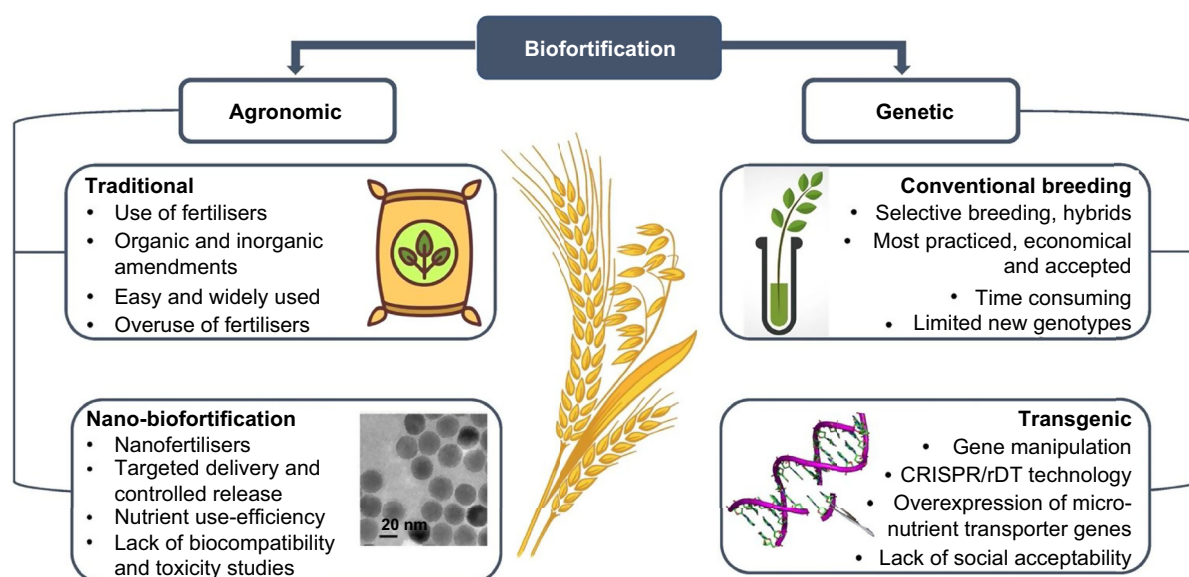 Biofortification
Agronomic
Genetic
Traditional
• Use of fertilisers
• Organic and inorganic
amendments
• Easy and widely used
• Overuse of fertilisers
Conventional breeding
• Selective breeding, hybrids
• Most practiced, economical
and accepted
• Time consuming
• Limited new genotypes
Nano-biofortification
• Nanofertilisers
• Targeted delivery and
controlled release
• Nutrient use-efficiency
• Lack of biocompatibility
and toxicity studies
20 nm
Transgenic
• Gene manipulation
• CRISPR/rDT technology
• Overexpression of micro-
nutrient transporter genes
• Lack of social acceptability